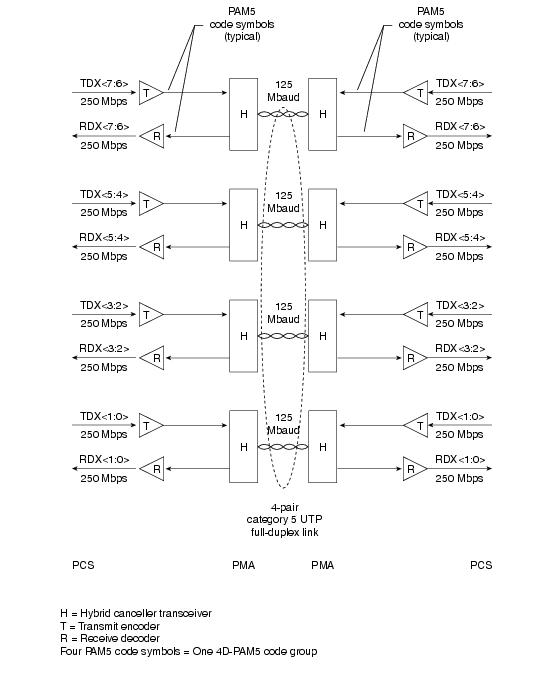 PAM5
code symbols
(typical)
PAM5
code symbols
(typical)
TDX<7:6>
250 Mbps
T
RDX<7:6>
250 Mbps
R
H
125
Mbaud
H
TDX<7:6>
250 Mbps
T
RDX<7:6>
250 Mbps
R
TDX<5:4>
250 Mbps
T
RDX<5:4>
250 Mbps
R
H
125
Mbaud
H
TDX<5:4>
250 Mbps
T
RDX<5:4>
250 Mbps
R
TDX<3:2>
250 Mbps
T
RDX<3:2>
250 Mbps
R
H
125
Mbaud
H
TDX<3:2>
250 Mbps
T
RDX<3:2>
250 Mbps
R
TDX<1:0>
250 Mbps
T
RDX<1:0>
250 Mbps
R
H
125
Mbaud
H
TDX<1:0>
250 Mbps
T
RDX<1:0>
250 Mbps
R
4-pair
category 5 UTP
full-duplex link
PCS PMA PMA PCS
H = Hybrid canceller transceiver
T = Transmit encoder
R = Receive decoder
Four PAM5 code symbols = One 4D-PAM5 code group